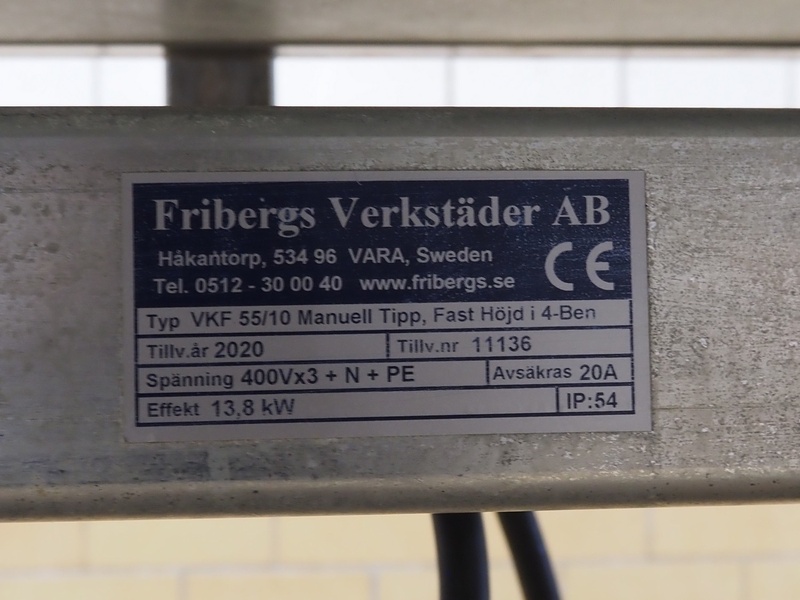 Fribergs Verkstäder AB
Håkantorp, 534 96 VARA, Sweden
Tel. 0512 - 30 00 40 www.fribergs.se
CE
Typ VKF 55/10 Manuell Tipp, Fast Höjd i 4-Ben
Tillv.år 2020 Tillv.nr 11136
Spänning 400Vx3 + N + PE Avsäkras 20A
Effekt 13,8 kW IP:54